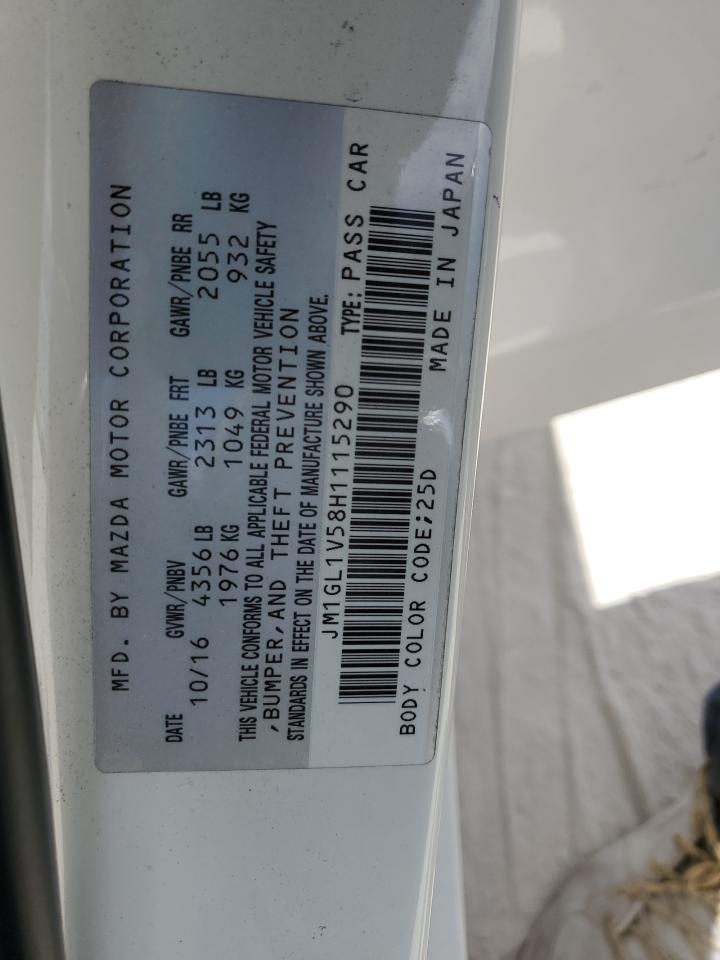 MFD. BY MAZDA MOTOR CORPORATION
DATE GVWR/PNBV GAWR/PNBE FRT GAWR/PNBE RR
10/16 4356 LB 2313 LB 2055 LB
1976 KG 1049 KG 932 KG
THIS VEHICLE CONFORMS TO ALL APPLICABLE FEDERAL MOTOR VEHICLE SAFETY
,BUMPER, AND THEFT PREVENTION
STANDARDS IN EFFECT ON THE DATE OF MANUFACTURE SHOWN ABOVE.
JM1GL1V58H1115290 TYPE: PASS CAR
BODY COLOR CODE;25D MADE IN JAPAN